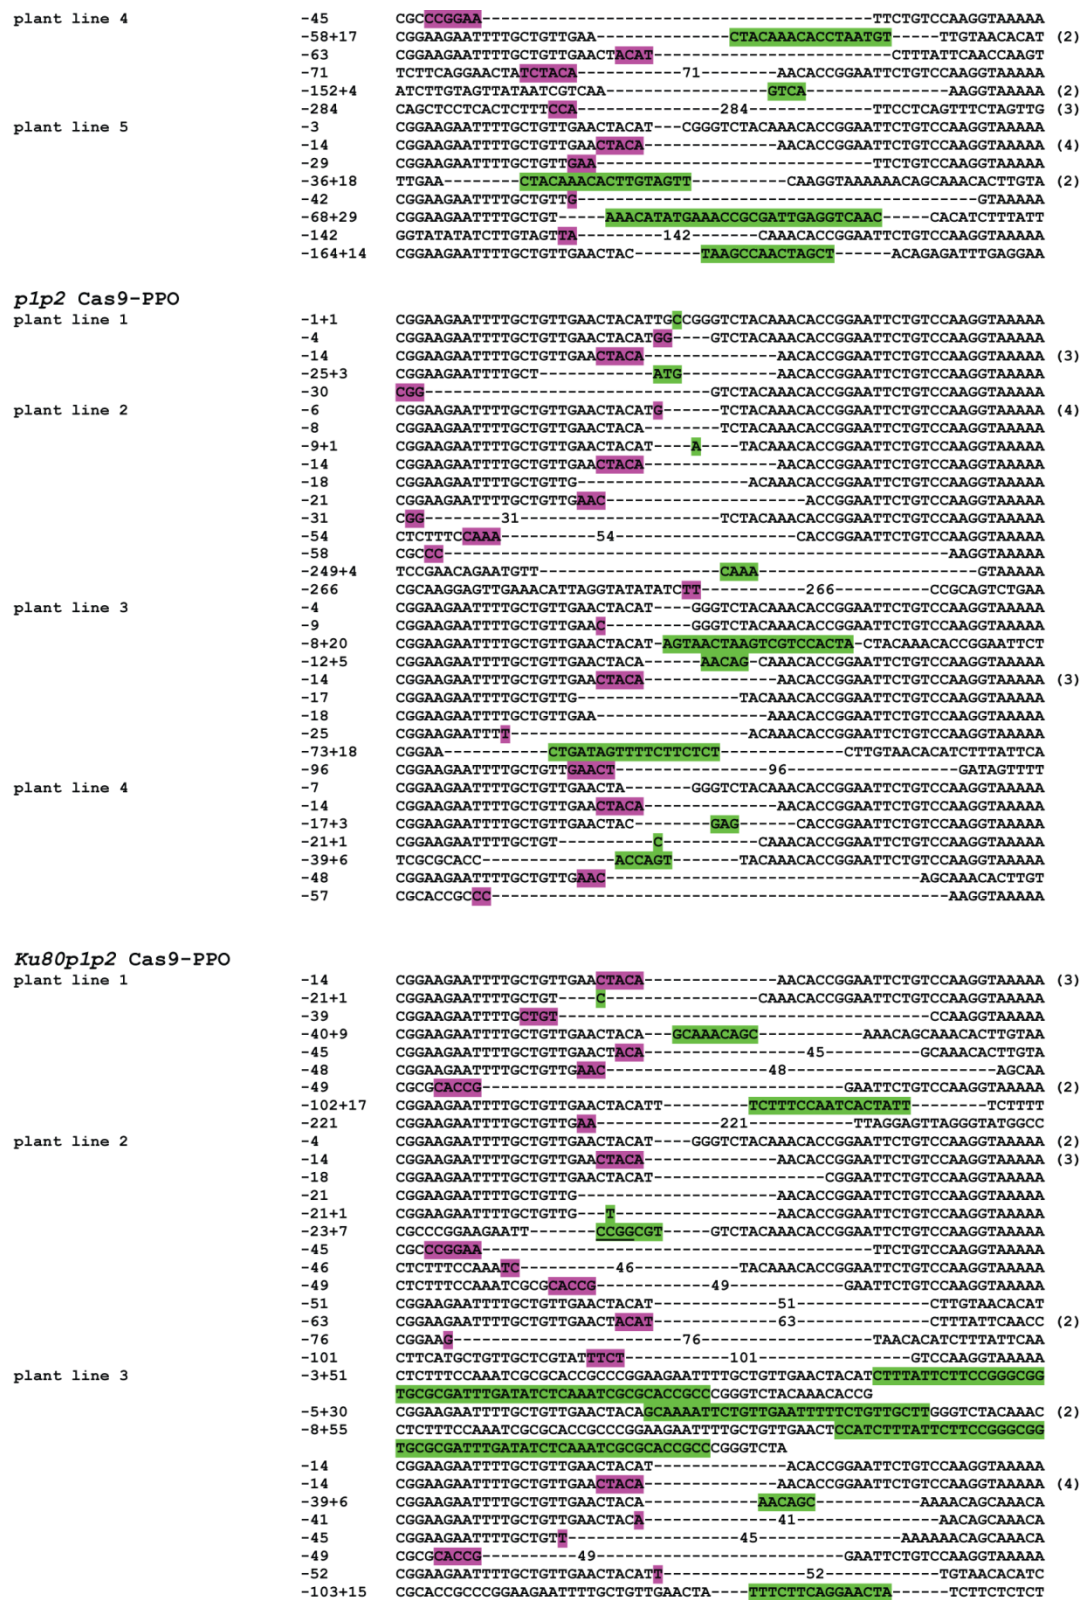 plant line 4 -45 CGCCCGGAA------------------------------------------TTCTGTCCAAGGTAAAAA
-58+17 CGGAAGAATTTTGCTGTTGAA--------------CTACAAACACCTAATGT-----TTGTAACACAT (2)
-63 CGGAAGAATTTTGCTGTTGAACTACAT-------------------------CTTTATTCAACCAAGT
-71 TCTTCAGGAACTATCTACA-----------71--------AACACCGGAATTCTGTCCAAGGTAAAAA
-152+4 ATCTTGTAGTTATAATCGTCAA-----------------GTCA---------------AAGGTAAAAA (2)
-284 CAGCTCCTCACTCTTTCCA---------------284-------------TTCCTCAGTTTCTAGTTG (3)
plant line 5 -3 CGGAAGAATTTTGCTGTTGAACTACAT---CGGGTCTACAAACACCGGAATTCTGTCCAAGGTAAAAA
-14 CGGAAGAATTTTGCTGTTGAACTACA--------------AACACCGGAATTCTGTCCAAGGTAAAAA (4)
-29 CGGAAGAATTTTGCTGTTGAA-----------------------------TTCTGTCCAAGGTAAAAA
-36+18 TTGAA--------CTACAAACACTTGTAGTT----------CAAGGTAAAAAACAGCAAACACTTGTA (2)
-42 CGGAAGAATTTTGCTGTTG------------------------------------------GTAAAAA
-68+29 CGGAAGAATTTTGCTGT-----AAACATATGAAACCGCGATTGAGGTCAAC-----CACATCTTTATT
-142 GGTATATATCTTGTAGTTA---------142---------CAAACACCGGAATTCTGTCCAAGGTAAAAA
-164+14 CGGAAGAATTTTGCTGTTGAACTAC-------TAAGCCAACTAGCT------ACAGAGATTTGAGGAA
p1p2 Cas9-PPO
plant line 1 -1+1 CGGAAGAATTTTGCTGTTGAACTACATTGCCGGGTCTACAAACACCGGAATTCTGTCCAAGGTAAAAA
-4 CGGAAGAATTTTGCTGTTGAACTACATGG----GTCTACAAACACCGGAATTCTGTCCAAGGTAAAAA
-14 CGGAAGAATTTTGCTGTTGAACTACA--------------AACACCGGAATTCTGTCCAAGGTAAAAA (3)
-25+3 CGGAAGAATTTTGCT------------ATG----------AACACCGGAATTCTGTCCAAGGTAAAAA
-30 CGG------------------------------GTCTACAAACACCGGAATTCTGTCCAAGGTAAAAA
plant line 2 -6 CGGAAGAATTTTGCTGTTGAACTACATG------TCTACAAACACCGGAATTCTGTCCAAGGTAAAAA (4)
-8 CGGAAGAATTTTGCTGTTGAACTACA--------TCTACAAACACCGGAATTCTGTCCAAGGTAAAAA
-9+1 CGGAAGAATTTTGCTGTTGAACTACAT----A----TACAAACACCGGAATTCTGTCCAAGGTAAAAA
-14 CGGAAGAATTTTGCTGTTGAACTACA--------------AACACCGGAATTCTGTCCAAGGTAAAAA
-18 CGGAAGAATTTTGCTGTTG------------------ACAAACACCGGAATTCTGTCCAAGGTAAAAA
-21 CGGAAGAATTTTGCTGTTGAAC---------------------ACCGGAATTCTGTCCAAGGTAAAAA
-31 CGG--------31---------------------TCTACAAACACCGGAATTCTGTCCAAGGTAAAAA
-54 CTCTTTCCAAA----------54-------------------CACCGGAATTCTGTCCAAGGTAAAAA
-58 CGCCC-----------------------------------------------------AAGGTAAAAA
-249+4 TCCGAACAGAATGTT-------------------CAAA-----------------------GTAAAAA
-266 CGCAAGGAGTTGAAACATTAGGTATATATCTT-----------266----------CCGCAGTCTGAA
plant line 3 -4 CGGAAGAATTTTGCTGTTGAACTACAT----GGGTCTACAAACACCGGAATTCTGTCCAAGGTAAAAA
-9 CGGAAGAATTTTGCTGTTGAAC---------GGGTCTACAAACACCGGAATTCTGTCCAAGGTAAAAA
-8+20 CGGAAGAATTTTGCTGTTGAACTACAT-AGTAACTAAGTCGTCCACTA-CTACAAACACCGGAATTCT
-12+5 CGGAAGAATTTTGCTGTTGAACTACA------AACAG-CAAACACCGGAATTCTGTCCAAGGTAAAAA
-14 CGGAAGAATTTTGCTGTTGAACTACA--------------AACACCGGAATTCTGTCCAAGGTAAAAA (3)
-17 CGGAAGAATTTTGCTGTTG-----------------TACAAACACCGGAATTCTGTCCAAGGTAAAAA
-18 CGGAAGAATTTTGCTGTTGAA------------------AAACACCGGAATTCTGTCCAAGGTAAAAA
-25 CGGAAGAATTTT-------------------------ACAAACACCGGAATTCTGTCCAAGGTAAAAA
-73+18 CGGAA-----------CTGATAGTTTTCTTCTCT-------------CTTGTAACACATCTTTATTCA
-96 CGGAAGAATTTTGCTGTTGAACT----------------96---------------GATAGTTTT
plant line 4 -7 CGGAAGAATTTTGCTGTTGAACTA-------GGGTCTACAAACACCGGAATTCTGTCCAAGGTAAAAA
-14 CGGAAGAATTTTGCTGTTGAACTACA--------------AACACCGGAATTCTGTCCAAGGTAAAAA
-17+3 CGGAAGAATTTTGCTGTTGAACTAC--------GAG------CACCGGAATTCTGTCCAAGGTAAAAA
-21+1 CGGAAGAATTTTGCTGT----------C----------CAAACACCGGAATTCTGTCCAAGGTAAAAA
-39+6 TCGCGCACC--------------ACCAGT-------TACAAACACCGGAATTCTGTCCAAGGTAAAAA
-48 CGGAAGAATTTTGCTGTTGAAC---------------------------------AGCAAACACTTGT
-57 CGCACCGCCC------------------------------------------------AAGGTAAAAA
Ku80p1p2 Cas9-PPO
plant line 1 -14 CGGAAGAATTTTGCTGTTGAACTACA--------------AACACCGGAATTCTGTCCAAGGTAAAAA (3)
-21+1 CGGAAGAATTTTGCTGT----C----------------CAAACACCGGAATTCTGTCCAAGGTAAAAA
-39 CGGAAGAATTTTGCTGT---------------------------------------CCAAGGTAAAAA
-40+9 CGGAAGAATTTTGCTGTTGAACTACA---GCAAACAGC-----------AAACAGCAAACACTTGTAA
-45 CGGAAGAATTTTGCTGTTGAACTACA-----------------45----------GCAAACACTTGTA
-48 CGGAAGAATTTTGCTGTTGAAC-----------------48----------------------AGCAA
-49 CGCGCACCG---------------------------------------GAATTCTGTCCAAGGTAAAAA (2)
-102+17 CGGAAGAATTTTGCTGTTGAACTACATT---------TCTTTCCAATCACTATT--------TCTTTT
-221 CGGAAGAATTTTGCTGTTGAA-------------221-----------TTAGGAGTTAGGGTATGGCC
plant line 2 -4 CGGAAGAATTTTGCTGTTGAACTACAT----GGGTCTACAAACACCGGAATTCTGTCCAAGGTAAAAA (2)
-14 CGGAAGAATTTTGCTGTTGAACTACA--------------AACACCGGAATTCTGTCCAAGGTAAAAA (3)
-18 CGGAAGAATTTTGCTGTTGAACTACAT------------------CGGAATTCTGTCCAAGGTAAAAA
-21 CGGAAGAATTTTGCTGTTG---------------------AACACCGGAATTCTGTCCAAGGTAAAAA
-21+1 CGGAAGAATTTTGCTGTTG---T-----------------AACACCGGAATTCTGTCCAAGGTAAAAA
-23+7 CGCCCGGAAGAATT-------CCGGCGT-----GTCTACAAACACCGGAATTCTGTCCAAGGTAAAAA
-45 CGCCCGGAA------------------------------------------TTCTGTCCAAGGTAAAAA
-46 CTCTTTCCAAATC----------46-----------TACAAACACCGGAATTCTGTCCAAGGTAAAAA
-49 CTCTTTCCAAATCGCGCACCG------------49------------GAATTCTGTCCAAGGTAAAAA
-51 CGGAAGAATTTTGCTGTTGAACTACAT-------------51--------------CTTGTAACACAT
-63 CGGAAGAATTTTGCTGTTGAACTACAT-------------63--------------CTTTATTCAACC (2)
-76 CGGAAG------------------------76------------------TAACACATCTTTATTCAA
-101 CTTCATGCTGTTGCTCGTATTTCT-----------101---------------GTCCAAGGTAAAAA
plant line 3 -3+51 CTCTTTCCAAATCGCGCACCGCCCGGAAGAATTTTGCTGTTGAACTACATCTTTATTCTTCCGGGCGG
TGCGCGATTTGATATCTCAAATCGCGCACCGCCCGGGTCTACAAACACCG
-5+30 CGGAAGAATTTTGCTGTTGAACTACAGCAAAATTCTGTTGAATTTTTCTGTTGCTTGGGTCTACAAAC (2)
-8+55 CTCTTTCCAAATCGCGCACCGCCCGGAAGAATTTTGCTGTTGAACTCCATCTTTATTCTTCCGGGCGG
TGCGCGATTTGATATCTCAAATCGCGCACCGCCCGGGTCTA
-14 CGGAAGAATTTTGCTGTTGAACTACAT--------------ACACCGGAATTCTGTCCAAGGTAAAAA
-14 CGGAAGAATTTTGCTGTTGAACTACA--------------AACACCGGAATTCTGTCCAAGGTAAAAA (4)
-39+6 CGGAAGAATTTTGCTGTTGAACTACA------------AACAGC-----------AAAACAGCAAACA
-41 CGGAAGAATTTTGCTGTTGAACTACA--------------41---------------AACAGCAAACA
-45 CGGAAGAATTTTGCTGTT------------------45---------------AAAAAACAGCAAACA
-49 CGCGCACCG----------49--------------------------GAATTCTGTCCAAGGTAAAAA
-52 CGGAAGAATTTTGCTGTTGAACTACATT---------------52------------TGTAACACATC
-103+15 CGCACCGCCCGGAAGAATTTTGCTGTTGAACTA----TTTCTTCAGGAACTA------TCTTCTCTCT